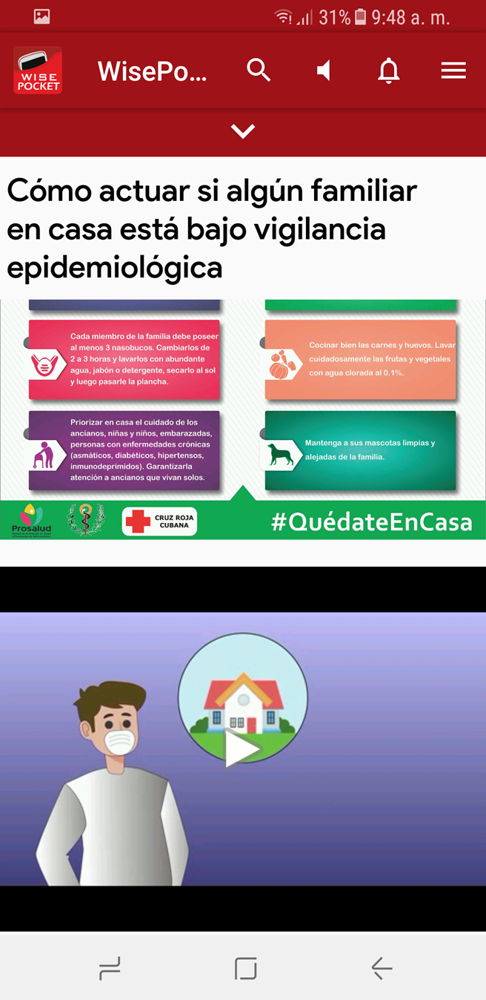 31% 9:48 a. m.
WISE
POCKET
WisePo...
Cómo actuar si algún familiar
en casa está bajo vigilancia
epidemiológica
Cada miembro de la familia debe poseer
al menos 3 nasobucos. Cambiarlos de
2 a 3 horas y lavarlos con abundante
agua, jabón o detergente, secarlo al sol
y luego pasarle la plancha.
Cocinar bien las carnes y huevos. Lavar
cuidadosamente las frutas y vegetales
con agua clorada al 0.1%.
Priorizar en casa el cuidado de los
ancianos, niñas y niños, embarazadas,
personas con enfermedades crónicas
(asmáticos, diabéticos, hipertensos,
inmunodeprimidos). Garantizarla
atención a ancianos que vivan solos.
Mantenga a sus mascotas limpias y
alejadas de la familia.
Prosalud
CRUZ ROJA
CUBANA
#QuédateEnCasa